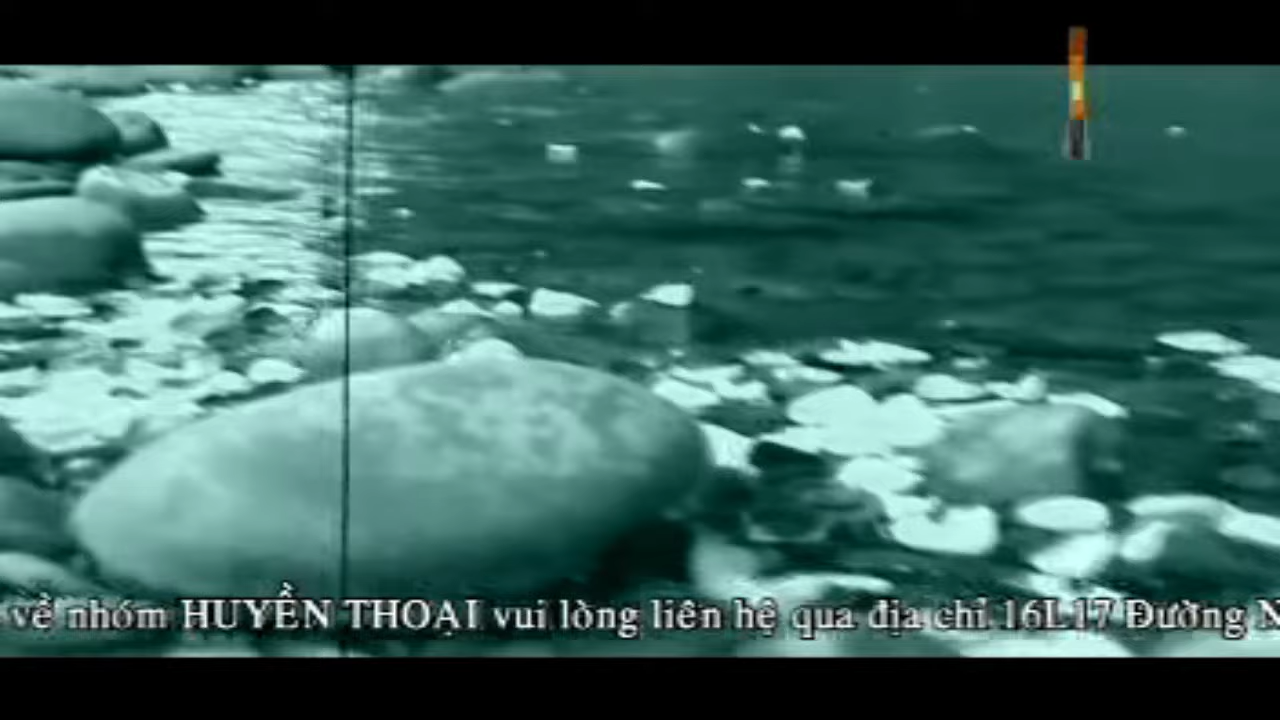 về nhóm HUYỀN THOẠI vui lòng liên hệ qua địa chỉ 16L17 Đường N